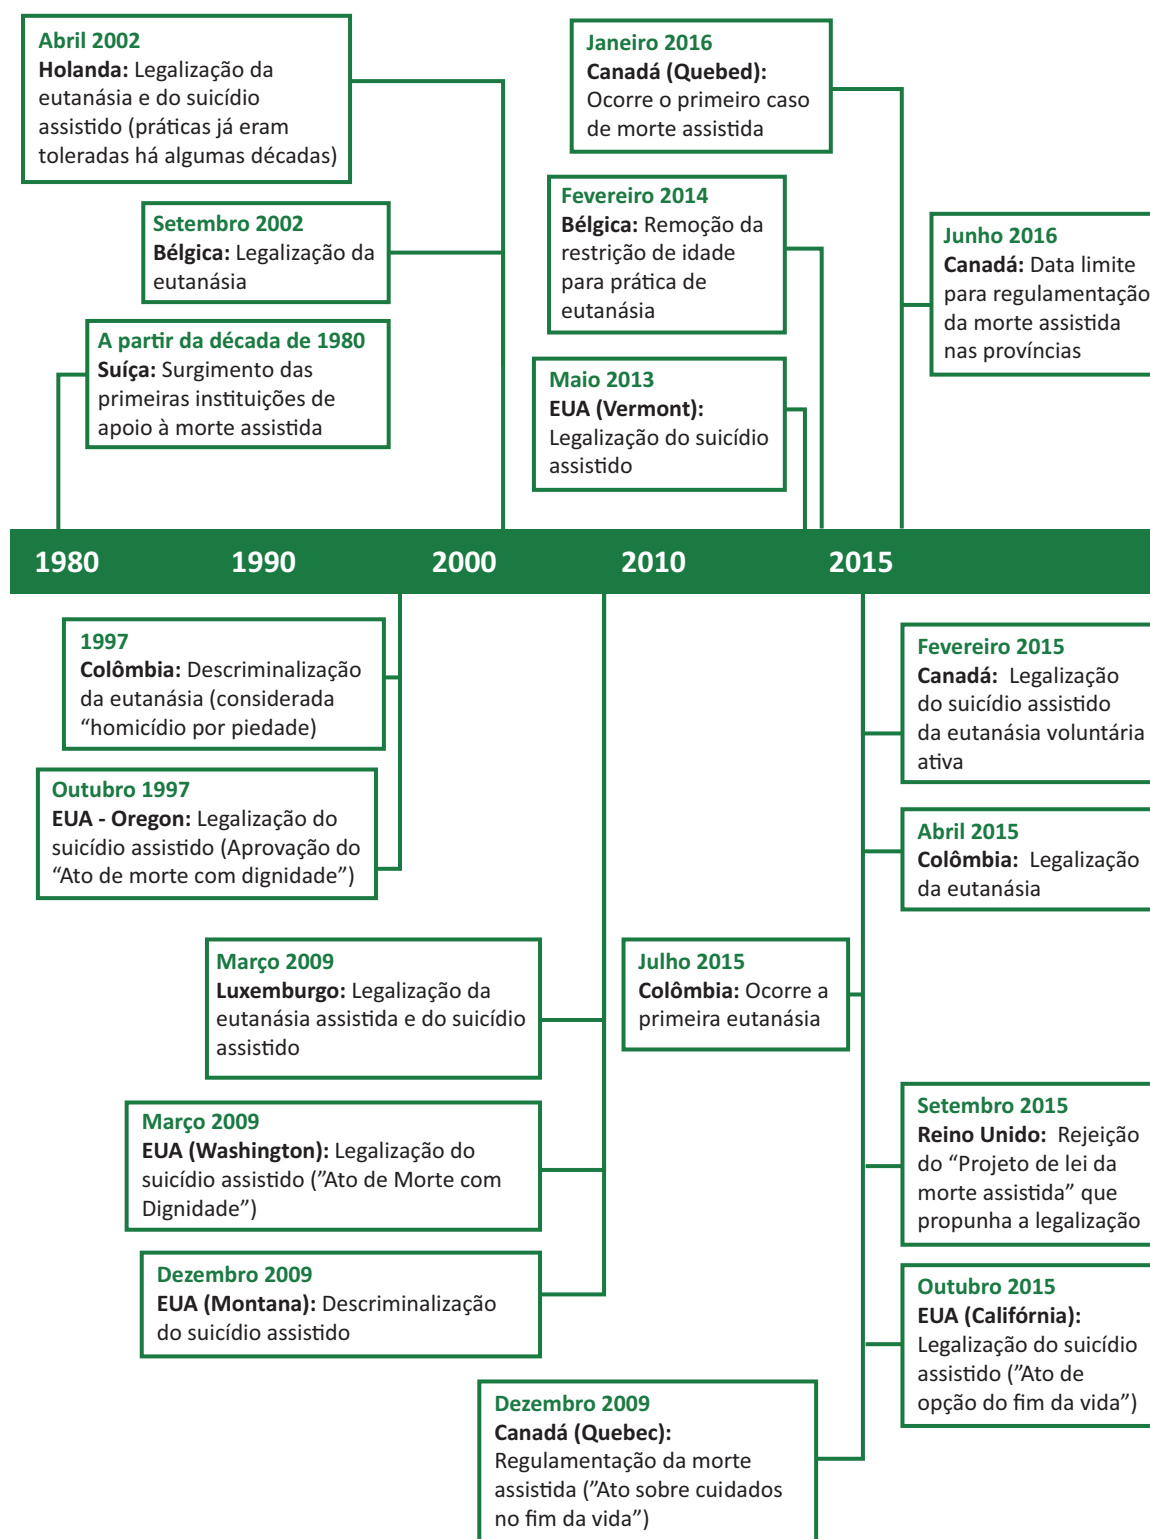 Abril 2002
Holanda: Legalização da
eutanásia e do suicídio
assistido (práticas já eram
toleradas há algumas décadas)
Setembro 2002
Bélgica: Legalização da
eutanásia
A partir da década de 1980
Suíça: Surgimento das
primeiras instituições de
apoio à morte assistida
Janeiro 2016
Canadá (Quebed):
Ocorre o primeiro caso
de morte assistida
Fevereiro 2014
Bélgica: Remoção da
restrição de idade
para prática de
eutanásia
Maio 2013
EUA (Vermont):
Legalização do suicídio
assistido
Junho 2016
Canadá: Data limite
para regulamentação
da morte assistida
nas províncias
1980 1990 2000 2010 2015
1997
Colômbia: Descriminalização
da eutanásia (considerada
“homicídio por piedade)
Outubro 1997
EUA - Oregon: Legalização do
suicídio assistido (Aprovação do
“Ato de morte com dignidade”)
Março 2009
Luxemburgo: Legalização da
eutanásia assistida e do suicídio
assistido
Março 2009
EUA (Washington): Legalização do
suicídio assistido (”Ato de Morte com
Dignidade”)
Dezembro 2009
EUA (Montana): Descriminalização
do suicídio assistido
Dezembro 2009
Canadá (Quebec):
Regulamentação da morte
assistida (”Ato sobre cuidados
no fim da vida”)
Julho 2015
Colômbia: Ocorre a
primeira eutanásia
Fevereiro 2015
Canadá: Legalização
do suicídio assistido
da eutanásia voluntária
ativa
Abril 2015
Colômbia: Legalização
da eutanásia
Setembro 2015
Reino Unido: Rejeição
do “Projeto de lei da
morte assistida” que
propunha a legalização
Outubro 2015
EUA (Califórnia):
Legalização do suicídio
assistido (”Ato de
opção do fim da vida”)